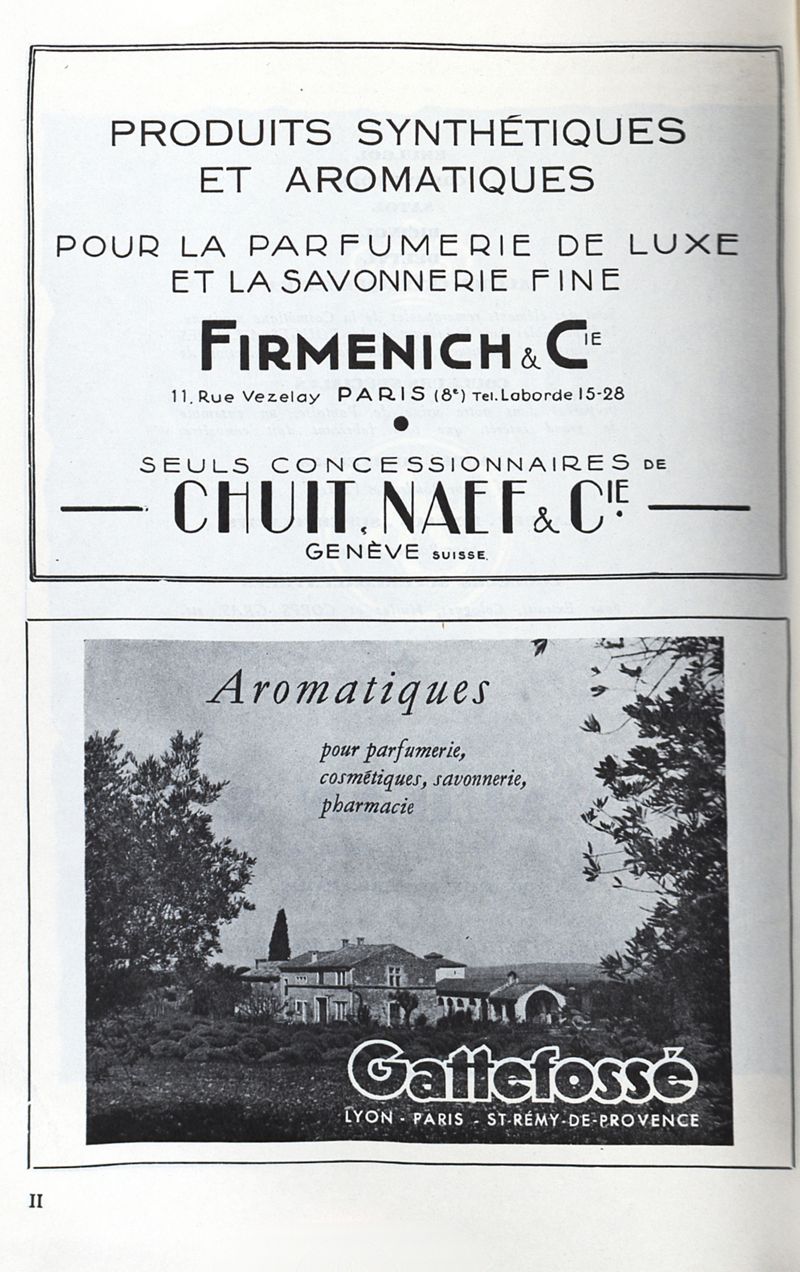 PRODUITS SYNTHÉTIQUES
ET AROMATIQUES
POUR LA PARFUMERIE DE LUXE
ET LA SAVONNERIE FINE
FIRMENICH & CIE
11, Rue Vezelay PARIS (8e) Tel. Laborde 15-28
SEULS CONCESSIONNAIRES DE
CHUIT, NAEF & CIE
GENÈVE SUISSE.
Aromatiques
pour parfumerie,
cosmétiques, savonnerie,
pharmacie
Gattefossé
LYON - PARIS - ST-RÉMY-DE-PROVENCE
II